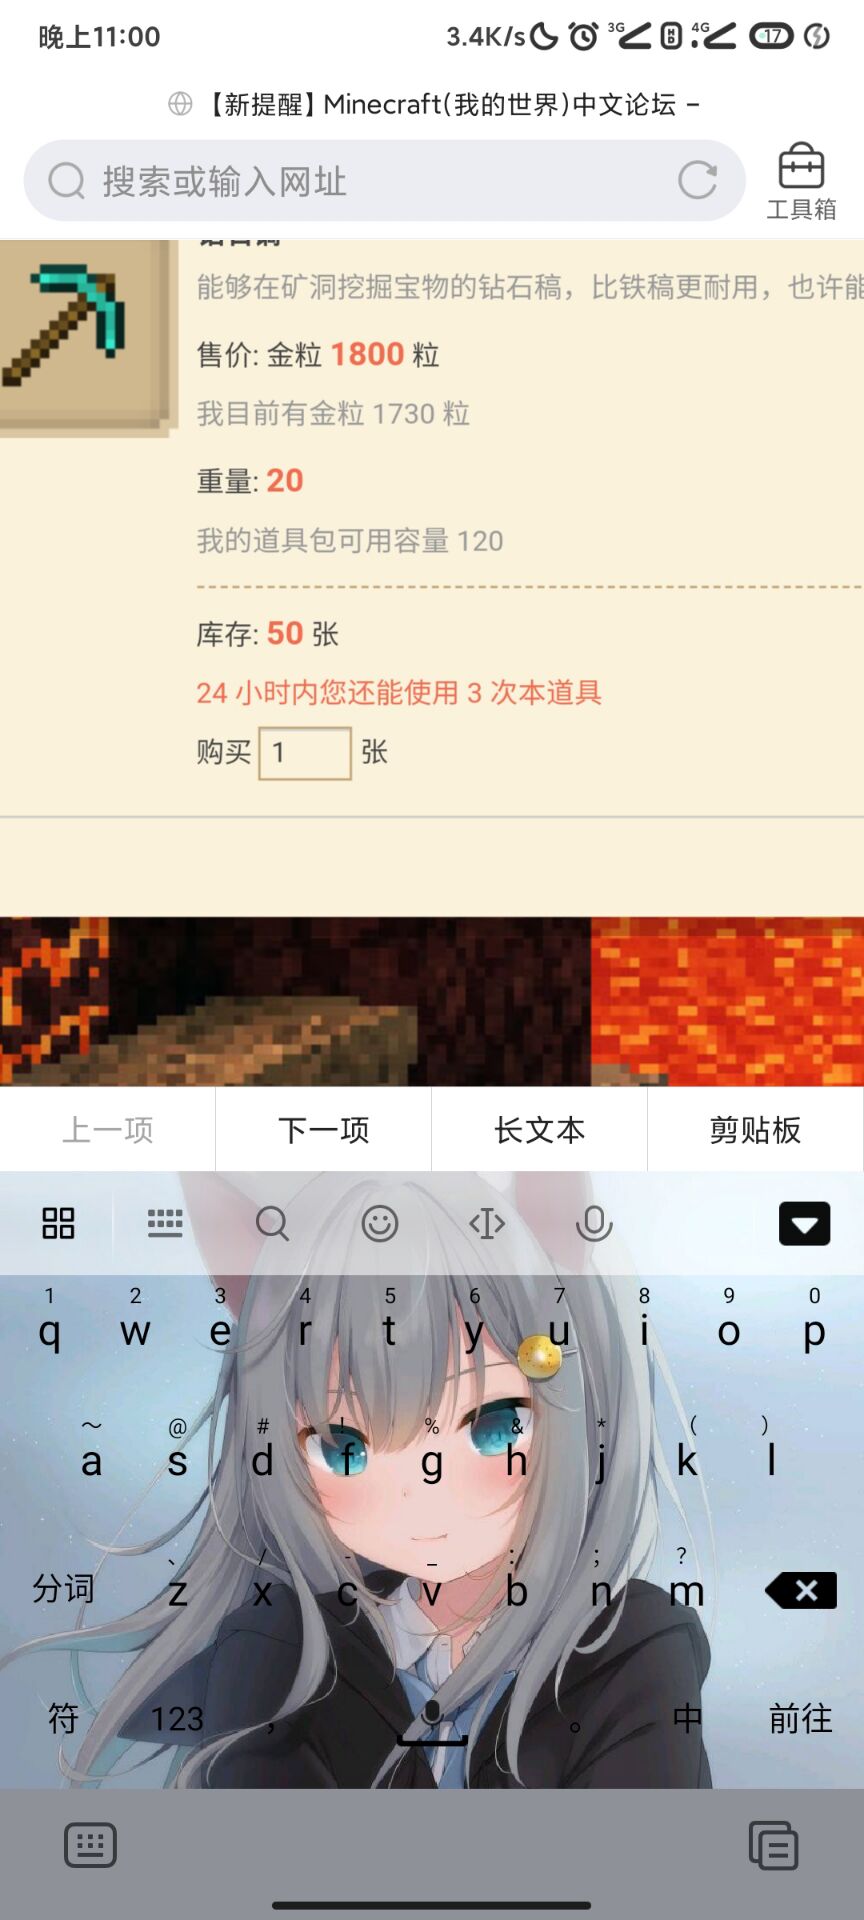 晚上11:00
3.4K/s
3G
HD
4G
17
【新提醒】Minecraft(我的世界)中文论坛 -
搜索或输入网址
工具箱
能够在矿洞挖掘宝物的钻石稿，比铁稿更耐用，也许能
售价: 金粒 1800 粒
我目前有金粒 1730 粒
重量: 20
我的道具包可用容量 120
库存: 50 张
24 小时内您还能使用 3 次本道具
购买 1 张
上一项 下一项 长文本 剪贴板
1 2 3 4 5 6 7 8 9 0
q w e r t y u i o p
～ @ # ! % & * ( )
a s d f g h j k l
、 / - _ : ; ?
分词 z x c v b n m
符 123 ， 。 中 前往